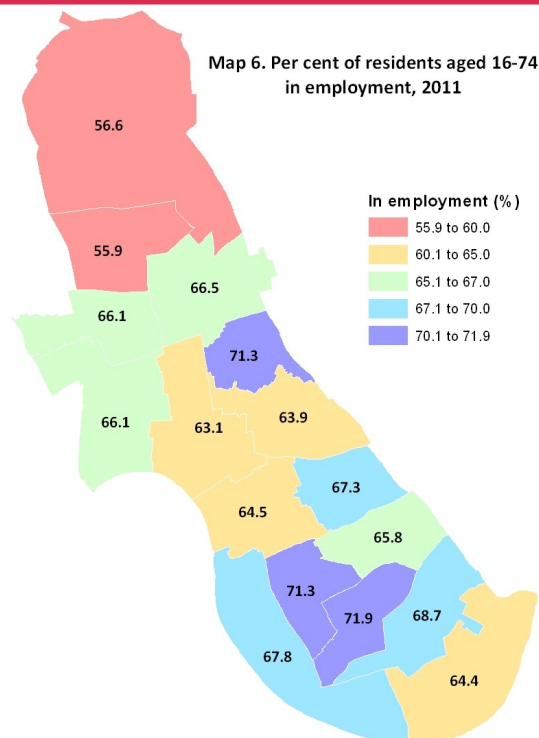 Map 6. Per cent of residents aged 16-74
in employment, 2011
56.6
In employment (%)
55.9 to 60.0
60.1 to 65.0
65.1 to 67.0
67.1 to 70.0
70.1 to 71.9
55.9
66.5
66.1
71.3
66.1
63.1
63.9
67.3
64.5
65.8
71.3
71.9
68.7
67.8
64.4